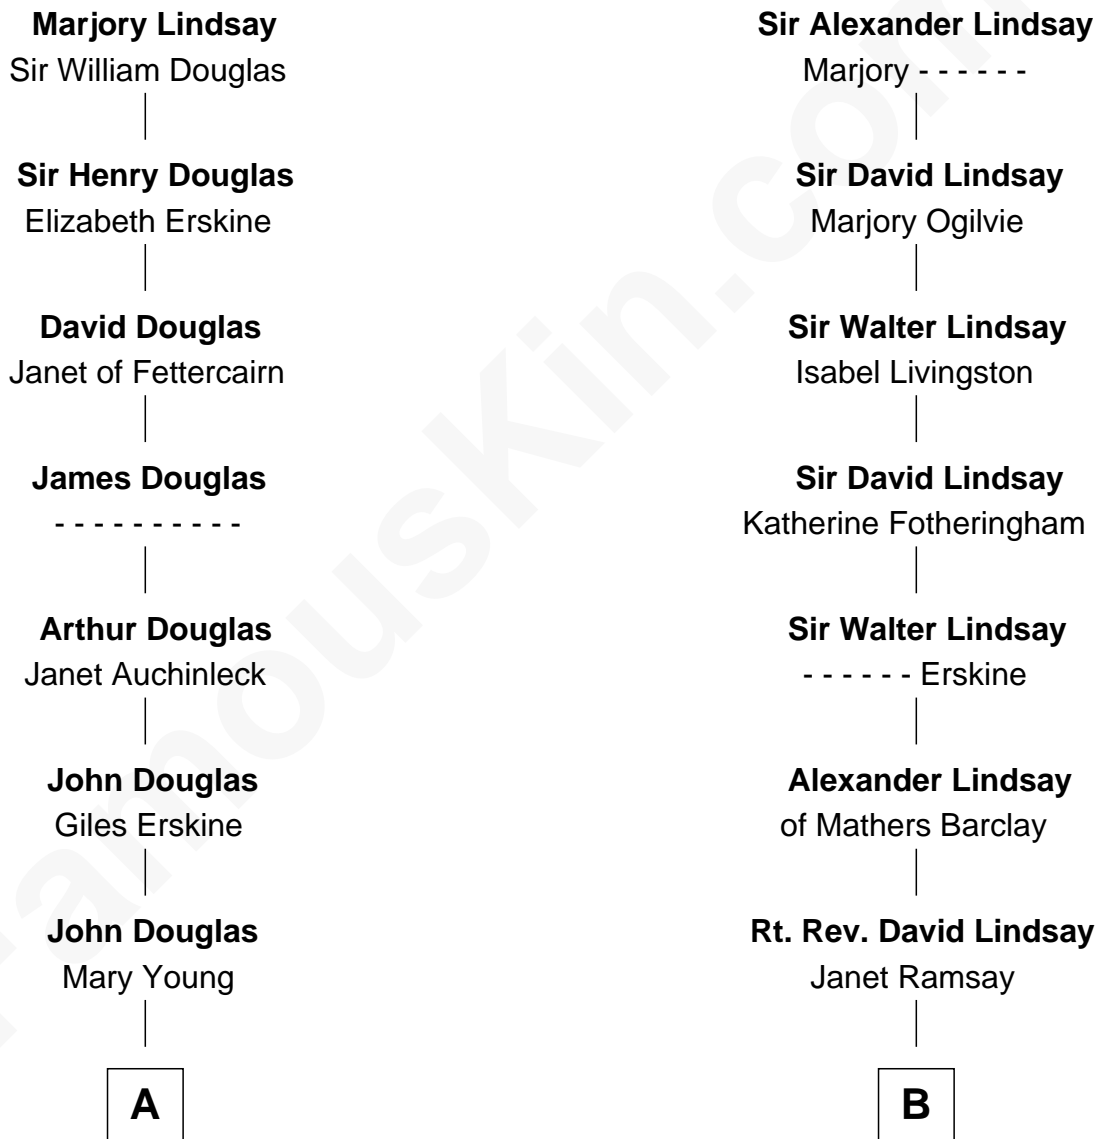 Marjory Lindsay
Sir William Douglas
Sir Henry Douglas
Elizabeth Erskine
David Douglas
Janet of Fettercairn
James Douglas
- - - - - - - - - -
Arthur Douglas
Janet Auchinleck
John Douglas
Giles Erskine
John Douglas
Mary Young
A
Sir Alexander Lindsay
Marjory - - - - - -
Sir David Lindsay
Marjory Ogilvie
Sir Walter Lindsay
Isabel Livingston
Sir David Lindsay
Katherine Fotheringham
Sir Walter Lindsay
- - - - - - Erskine
Alexander Lindsay
of Mathers Barclay
Rt. Rev. David Lindsay
Janet Ramsay
B
FamousKin.com